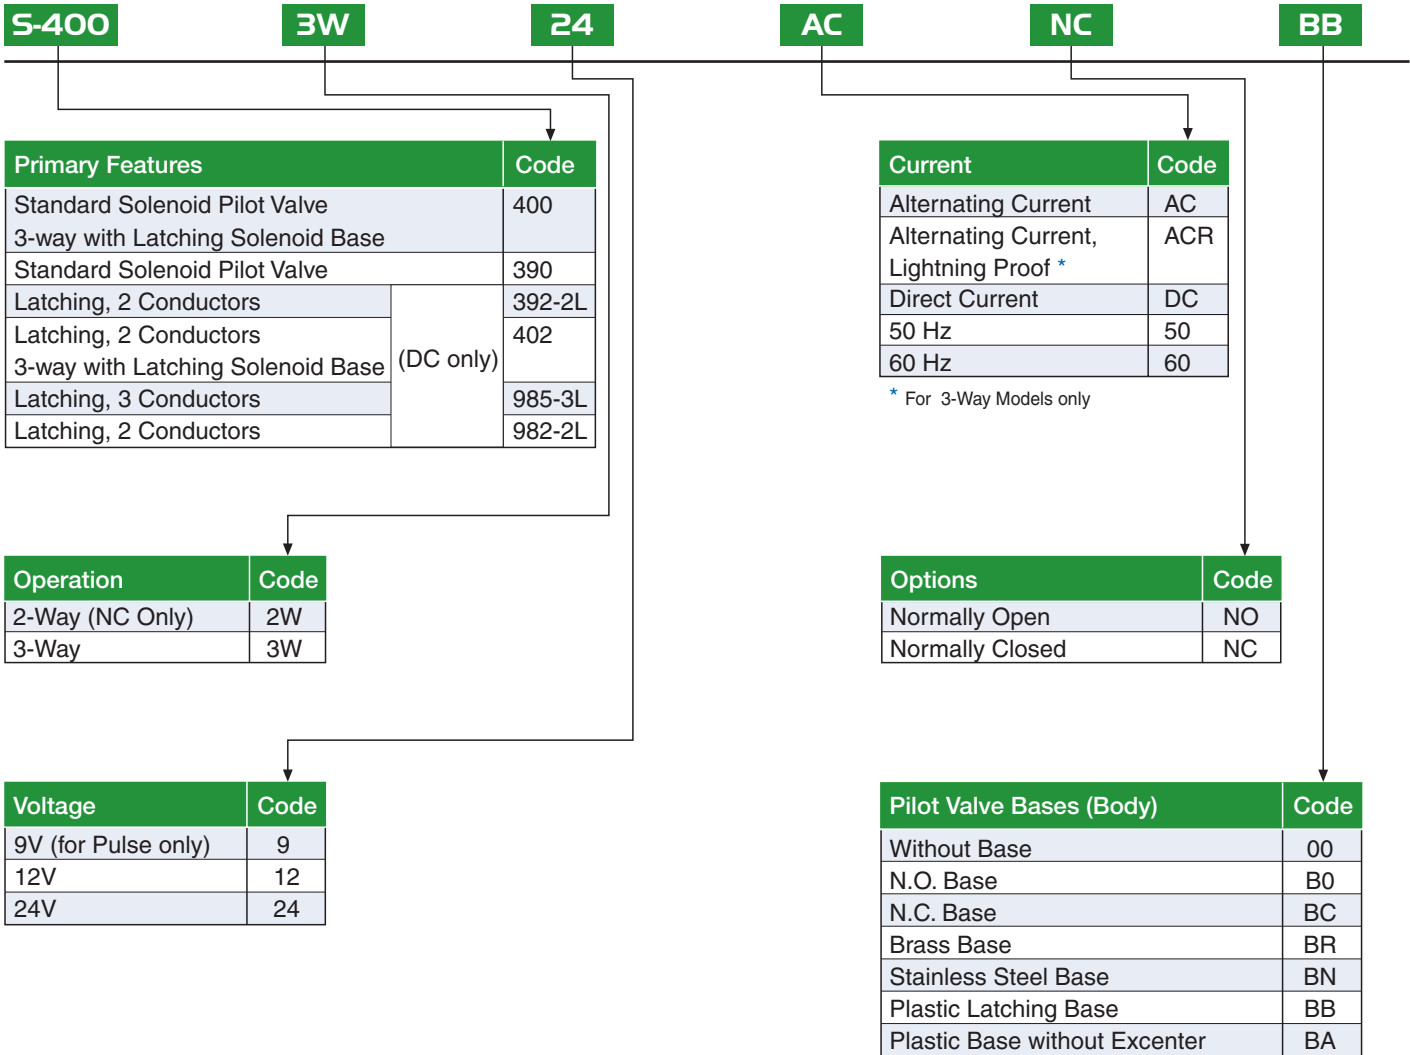 S-400 3W 24 AC NC BB
Primary Features Code
Standard Solenoid Pilot Valve 400
3-way with Latching Solenoid Base
Standard Solenoid Pilot Valve 390
Latching, 2 Conductors 392-2L
Latching, 2 Conductors 402
3-way with Latching Solenoid Base
(DC only)
Latching, 3 Conductors 985-3L
Latching, 2 Conductors 982-2L
Current Code
Alternating Current AC
Alternating Current, ACR
Lightning Proof *
Direct Current DC
50 Hz 50
60 Hz 60
* For 3-Way Models only
Operation Code
2-Way (NC Only) 2W
3-Way 3W
Options Code
Normally Open NO
Normally Closed NC
Voltage Code
9V (for Pulse only) 9
12V 12
24V 24
Pilot Valve Bases (Body) Code
Without Base 00
N.O. Base B0
N.C. Base BC
Brass Base BR
Stainless Steel Base BN
Plastic Latching Base BB
Plastic Base without Excenter BA